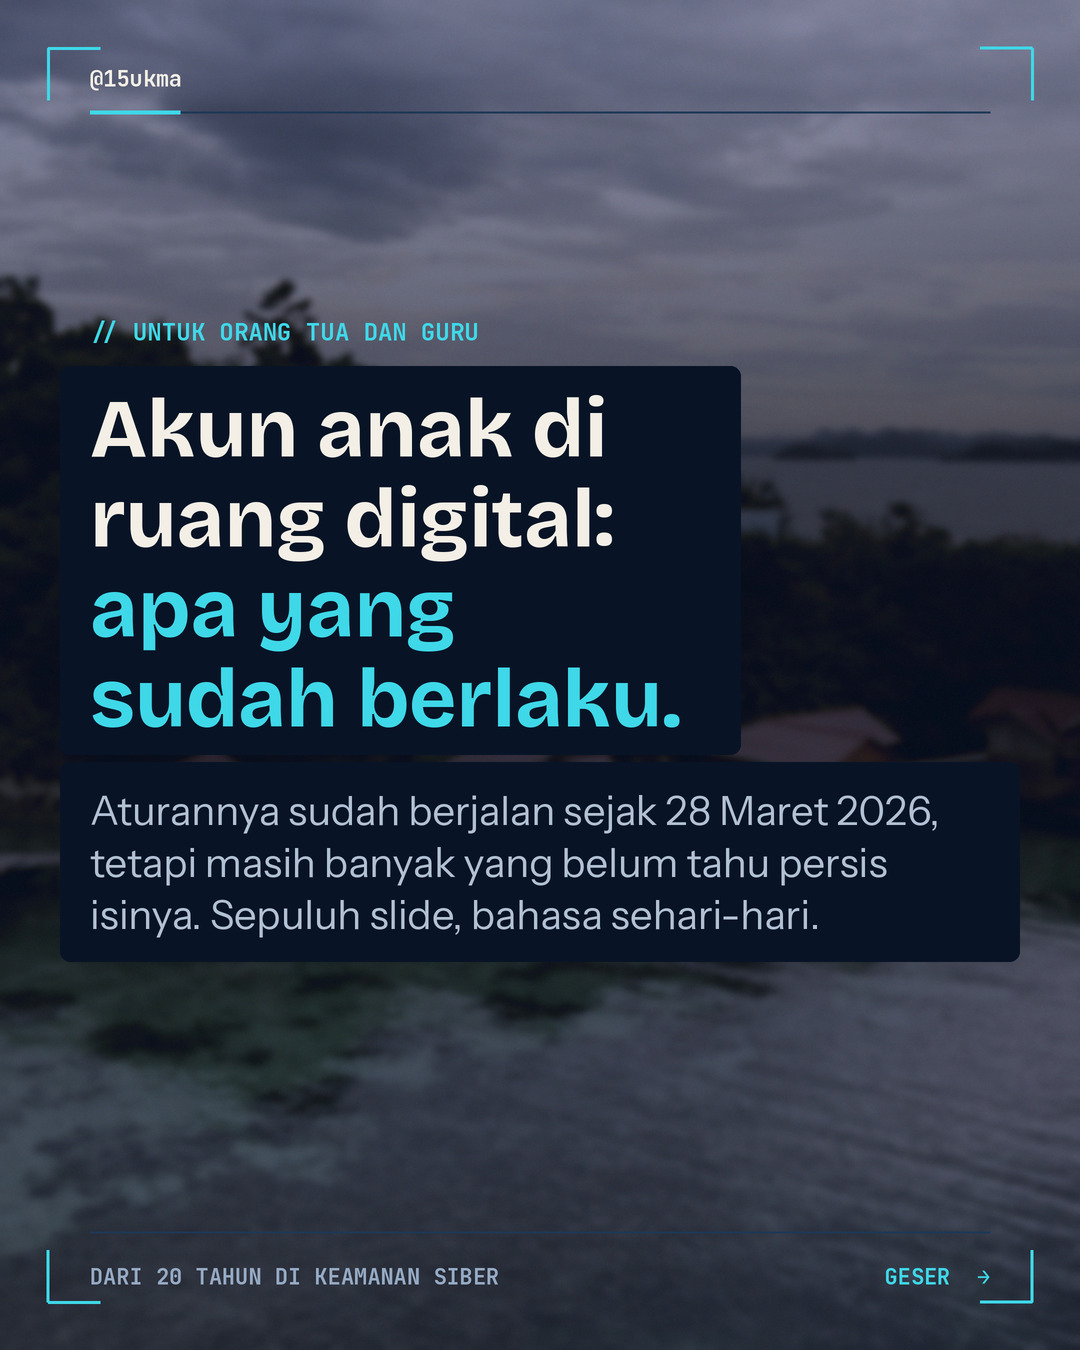 @15ukma
// UNTUK ORANG TUA DAN GURU
Akun anak di
ruang digital:
apa yang
sudah berlaku.
Aturannya sudah berjalan sejak 28 Maret 2026,
tetapi masih banyak yang belum tahu persis
isinya. Sepuluh slide, bahasa sehari-hari.
DARI 20 TAHUN DI KEAMANAN SIBER
GESER →